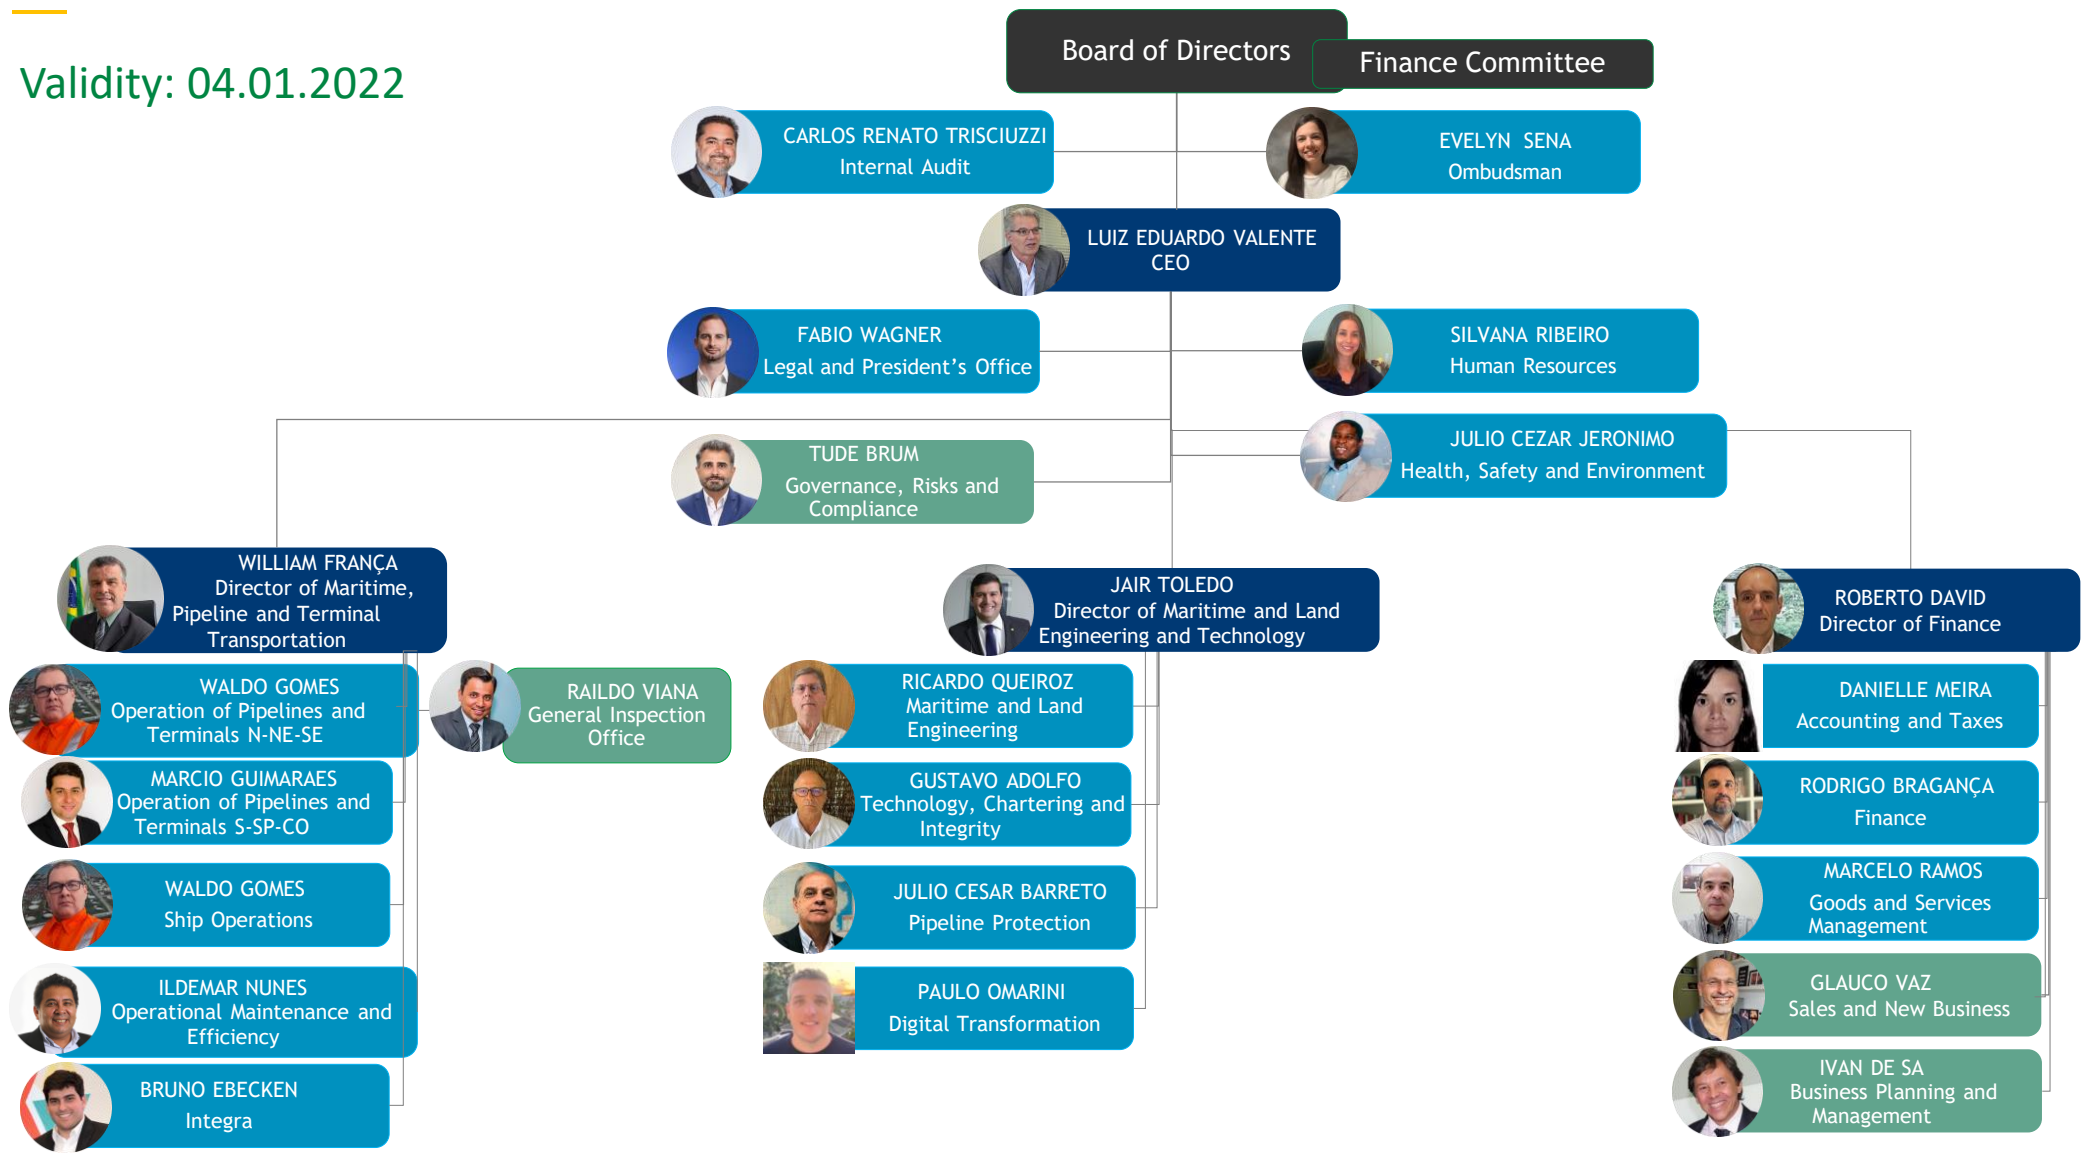 Board of Directors
Finance Committee
Validity: 04.01.2022
CARLOS RENATO TRISCIUZZI
Internal Audit
EVELYN SENA
Ombudsman
LUIZ EDUARDO VALENTE
CEO
FABIO WAGNER
Legal and President’s Office
SILVANA RIBEIRO
Human Resources
TUDE BRUM
Governance, Risks and
Compliance
JULIO CEZAR JERONIMO
Health, Safety and Environment
WILLIAM FRANÇA
Director of Maritime,
Pipeline and Terminal
Transportation
JAIR TOLEDO
Director of Maritime and Land
Engineering and Technology
ROBERTO DAVID
Director of Finance
WALDO GOMES
Operation of Pipelines and
Terminals N-NE-SE
RAILDO VIANA
General Inspection
Office
MARCIO GUIMARAES
Operation of Pipelines and
Terminals S-SP-CO
WALDO GOMES
Ship Operations
ILDEMAR NUNES
Operational Maintenance and
Efficiency
BRUNO EBECKEN
Integra
RICARDO QUEIROZ
Maritime and Land
Engineering
GUSTAVO ADOLFO
Technology, Chartering and
Integrity
JULIO CESAR BARRETO
Pipeline Protection
PAULO OMARINI
Digital Transformation
DANIELLE MEIRA
Accounting and Taxes
RODRIGO BRAGANÇA
Finance
MARCELO RAMOS
Goods and Services
Management
GLAUCO VAZ
Sales and New Business
IVAN DE SA
Business Planning and
Management